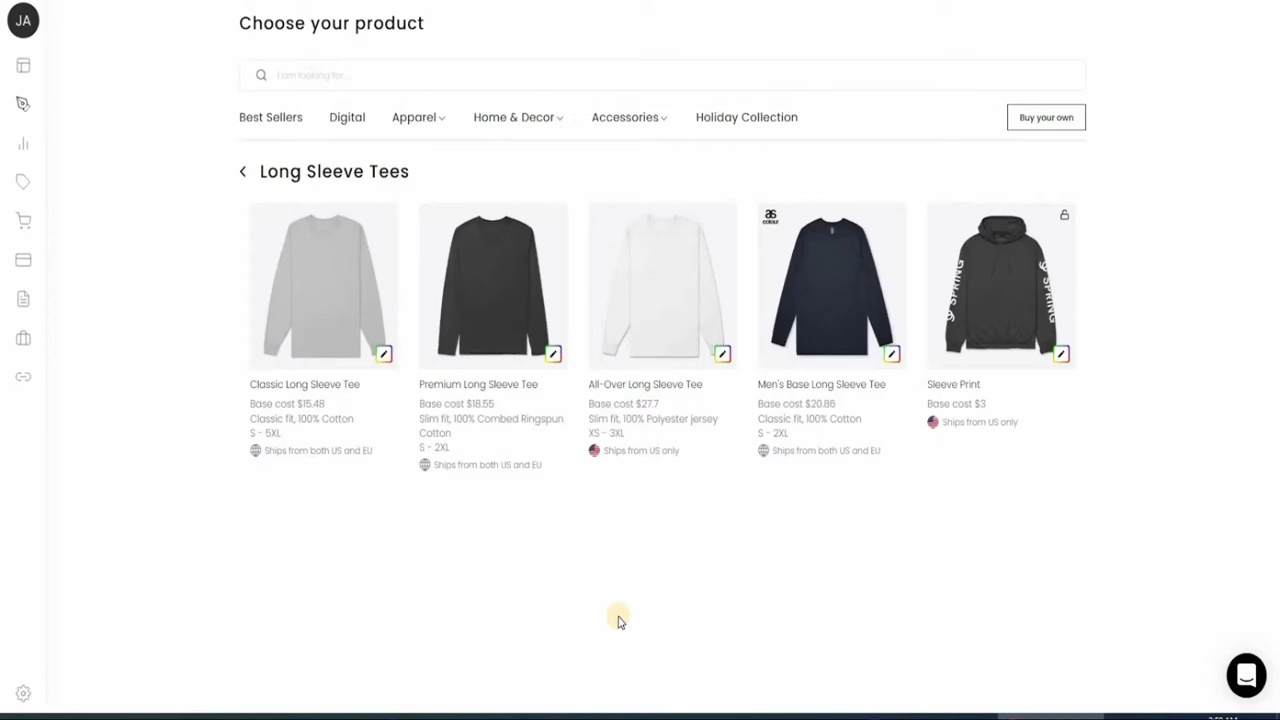 JA
Choose your product
I am looking for...
Best Sellers
Digital
Apparel
Home & Decor
Accessories
Holiday Collection
Buy your own
Long Sleeve Tees
as
colour
SPRING
SPRING
Classic Long Sleeve Tee
Base cost $15.48
Classic fit, 100% Cotton
S - 5XL
Ships from both US and EU
Premium Long Sleeve Tee
Base cost $18.55
Slim fit, 100% Combed Ringspun
Cotton
S - 2XL
Ships from both US and EU
All-Over Long Sleeve Tee
Base cost $27.7
Slim fit, 100% Polyester jersey
XS - 3XL
Ships from US only
Men's Base Long Sleeve Tee
Base cost $20.86
Classic fit, 100% Cotton
S - 2XL
Ships from both US and EU
Sleeve Print
Base cost $3
Ships from US only